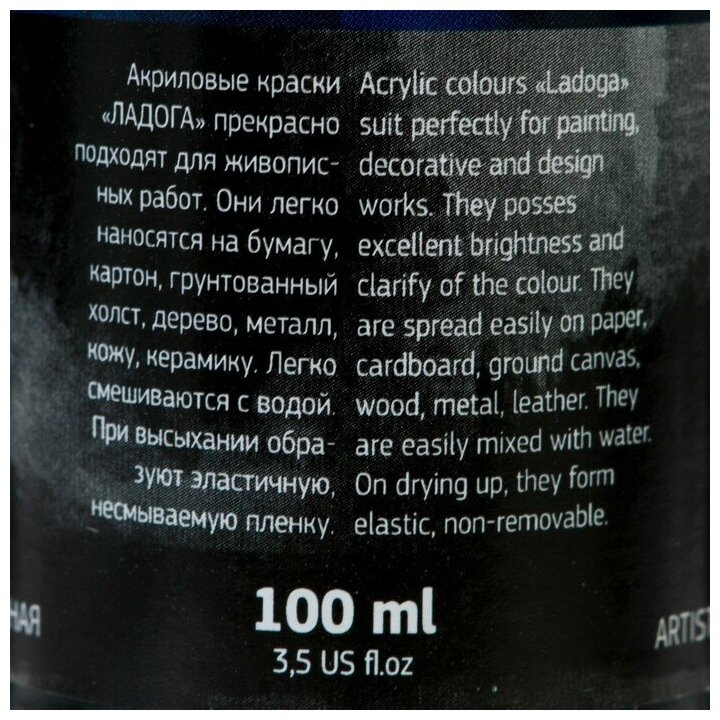 Акриловые краски
«ЛАДОГА» прекрасно
подходят для живопис-
ных работ. Они легко
наносятся на бумагу,
картон, грунтованный
холст, дерево, металл,
кожу, керамику. Легко
смешиваются с водой.
При высыхании обра-
зуют эластичную,
несмываемую пленку.
Acrylic colours «Ladoga»
suit perfectly for painting,
decorative and design
works. They posses
excellent brightness and
clarify of the colour. They
are spread easily on paper,
cardboard, ground canvas,
wood, metal, leather. They
are easily mixed with water.
On drying up, they form
elastic, non-removable.
100 ml
3,5 US fl.oz
НАЯ
ARTIST